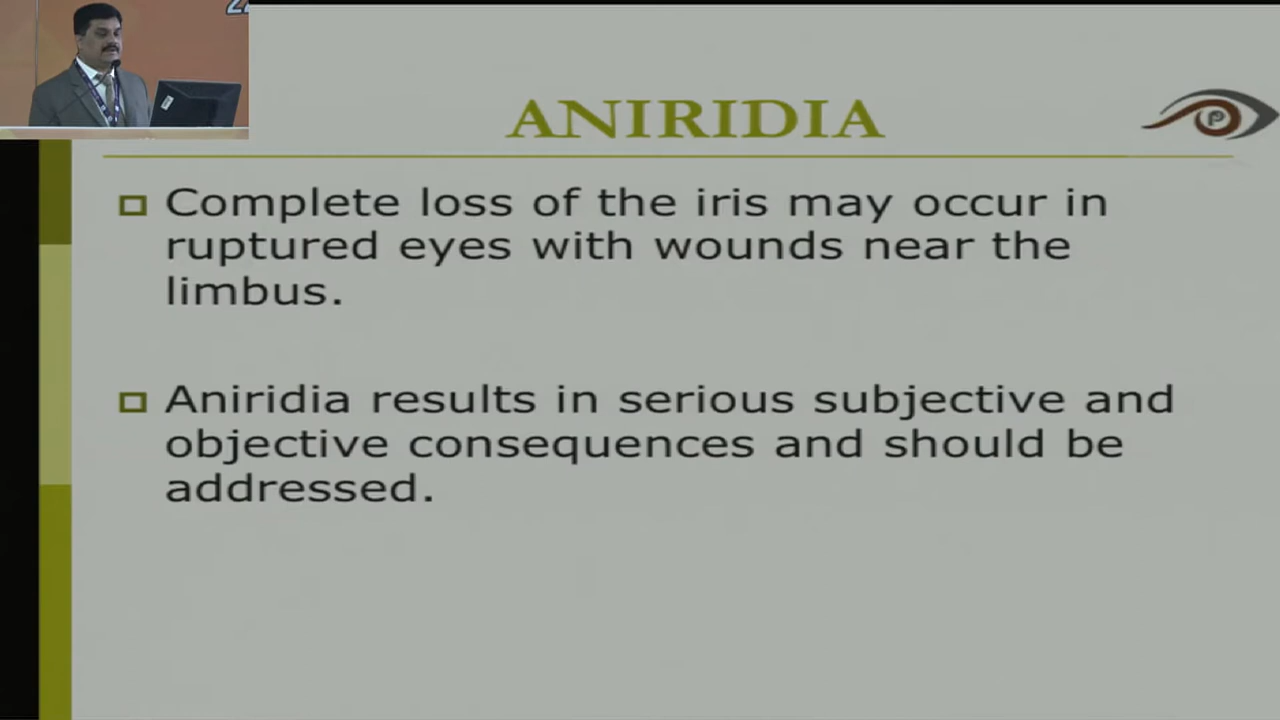 ANIRIDIA
Complete loss of the iris may occur in
ruptured eyes with wounds near the
limbus.
Aniridia results in serious subjective and
objective consequences and should be
addressed.